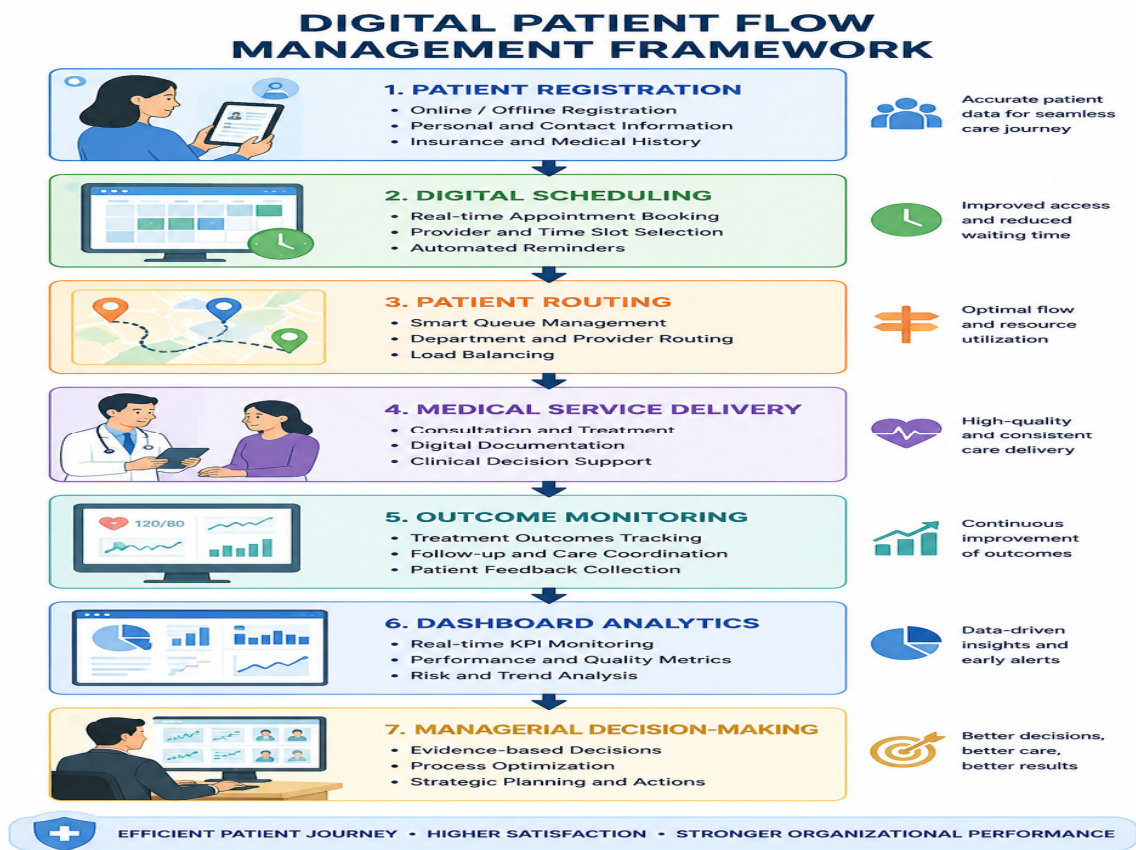 DIGITAL PATIENT FLOW
MANAGEMENT FRAMEWORK
1. PATIENT REGISTRATION
• Online / Offline Registration
• Personal and Contact Information
• Insurance and Medical History
Accurate patient
data for seamless
care journey
2. DIGITAL SCHEDULING
• Real-time Appointment Booking
• Provider and Time Slot Selection
• Automated Reminders
Improved access
and reduced
waiting time
3. PATIENT ROUTING
• Smart Queue Management
• Department and Provider Routing
• Load Balancing
Optimal flow
and resource
utilization
4. MEDICAL SERVICE DELIVERY
• Consultation and Treatment
• Digital Documentation
• Clinical Decision Support
High-quality
and consistent
care delivery
120/80
5. OUTCOME MONITORING
• Treatment Outcomes Tracking
• Follow-up and Care Coordination
• Patient Feedback Collection
Continuous
improvement
of outcomes
6. DASHBOARD ANALYTICS
• Real-time KPI Monitoring
• Performance and Quality Metrics
• Risk and Trend Analysis
Data-driven
insights and
early alerts
7. MANAGERIAL DECISION-MAKING
• Evidence-based Decisions
• Process Optimization
• Strategic Planning and Actions
Better decisions,
better care,
better results
EFFICIENT PATIENT JOURNEY • HIGHER SATISFACTION • STRONGER ORGANIZATIONAL PERFORMANCE